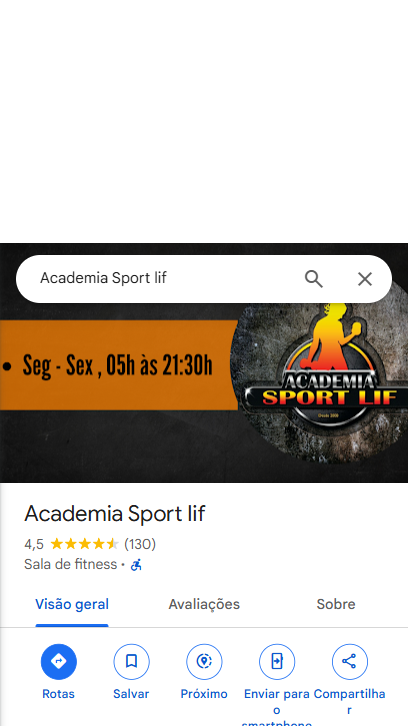 Academia Sport lif
• Seg - Sex , 05h às 21:30h
ACADEMIA
SPORT LIF
Academia Sport lif
4,5 (130)
Sala de fitness ·
Visão geral Avaliações Sobre
Rotas Salvar Próximo Enviar para o smartphone Compartilhar